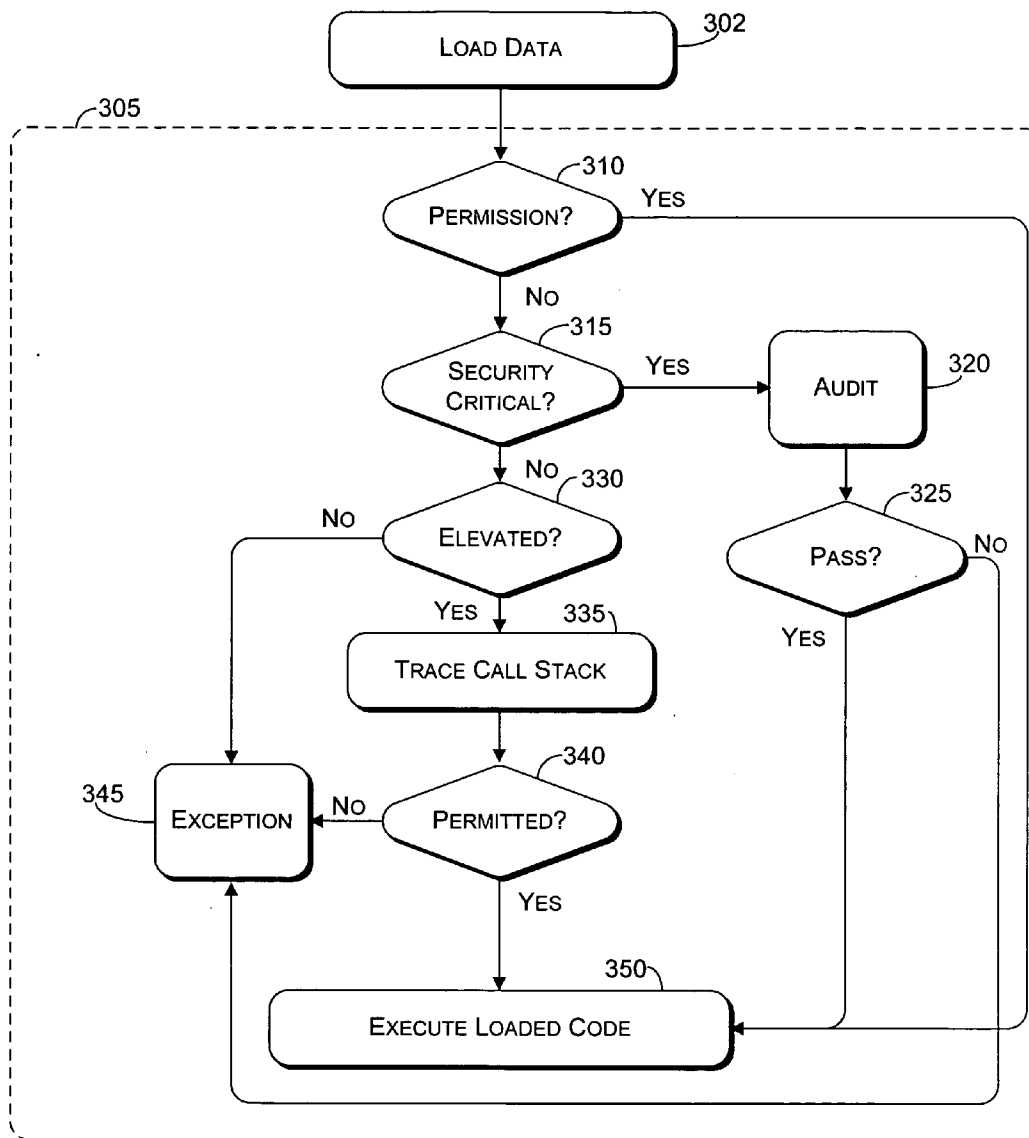 LOAD DATA
302
305
310
PERMISSION?
YES
NO
315
SECURITY
CRITICAL?
YES
AUDIT
320
NO
330
325
NO
ELEVATED?
PASS?
NO
YES
335
YES
TRACE CALL STACK
340
345
EXCEPTION
NO
PERMITTED?
YES
350
EXECUTE LOADED CODE